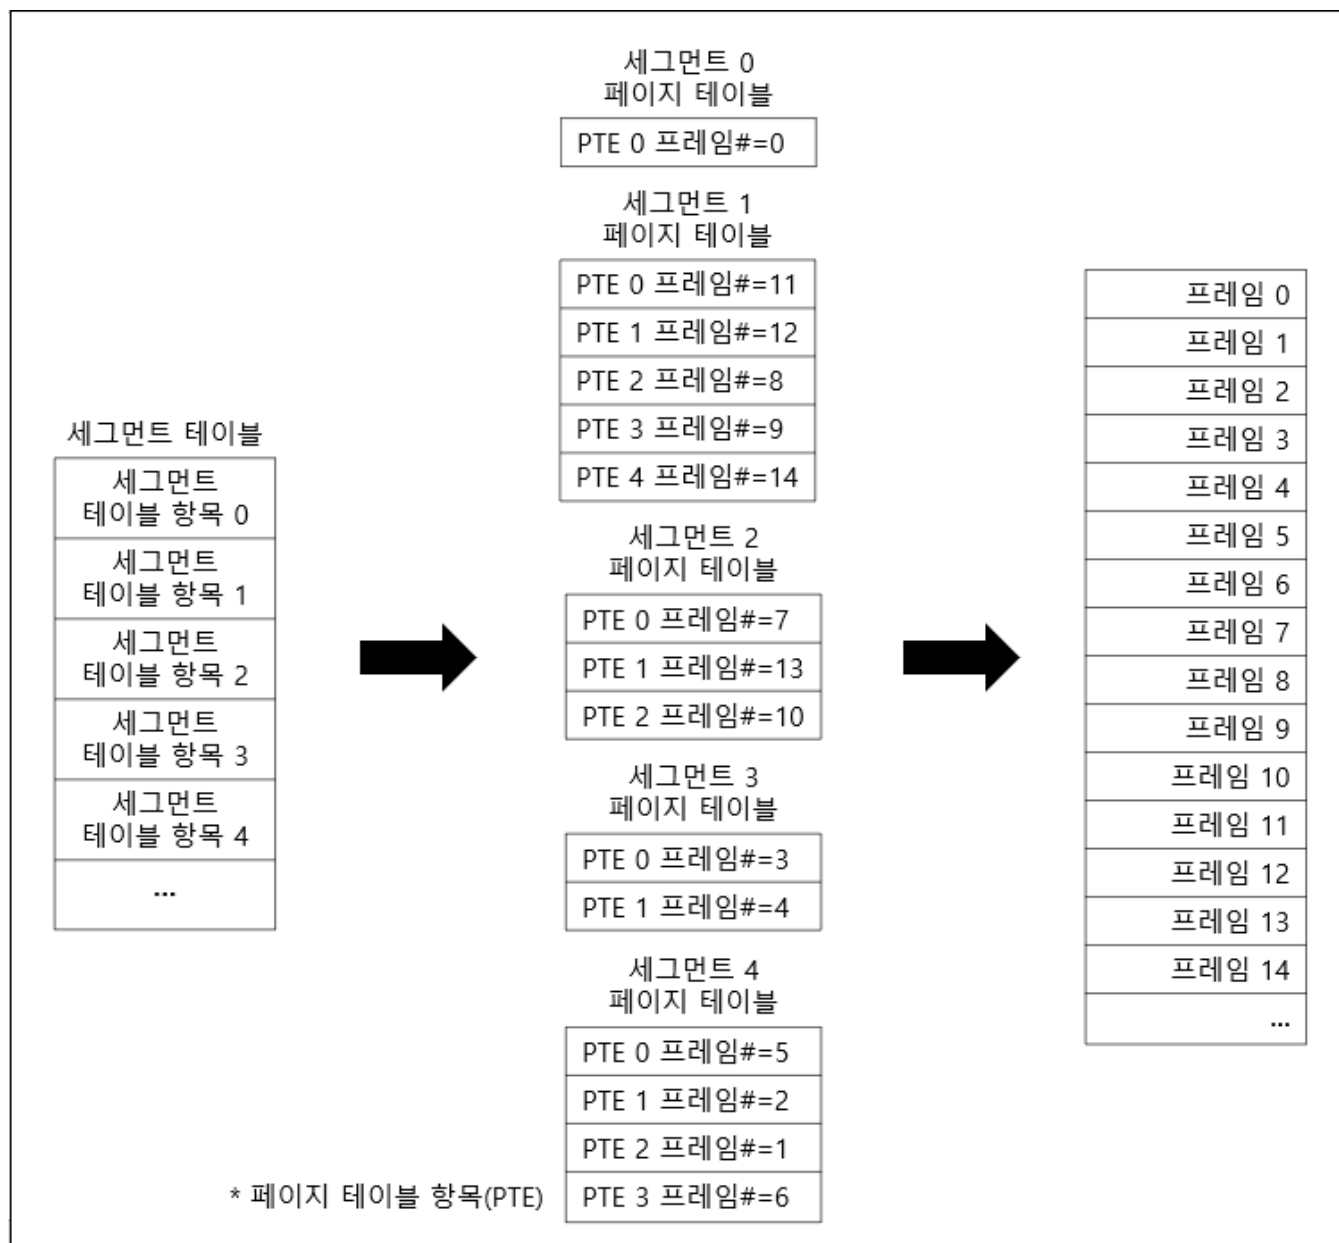 세그먼트 테이블
세그먼트
테이블 항목 0
세그먼트
테이블 항목 1
세그먼트
테이블 항목 2
세그먼트
테이블 항목 3
세그먼트
테이블 항목 4
...
세그먼트 0
페이지 테이블
PTE 0 프레임#=0
세그먼트 1
페이지 테이블
PTE 0 프레임#=11
PTE 1 프레임#=12
PTE 2 프레임#=8
PTE 3 프레임#=9
PTE 4 프레임#=14
세그먼트 2
페이지 테이블
PTE 0 프레임#=7
PTE 1 프레임#=13
PTE 2 프레임#=10
세그먼트 3
페이지 테이블
PTE 0 프레임#=3
PTE 1 프레임#=4
세그먼트 4
페이지 테이블
PTE 0 프레임#=5
PTE 1 프레임#=2
PTE 2 프레임#=1
PTE 3 프레임#=6
* 페이지 테이블 항목(PTE)
프레임 0
프레임 1
프레임 2
프레임 3
프레임 4
프레임 5
프레임 6
프레임 7
프레임 8
프레임 9
프레임 10
프레임 11
프레임 12
프레임 13
프레임 14
...